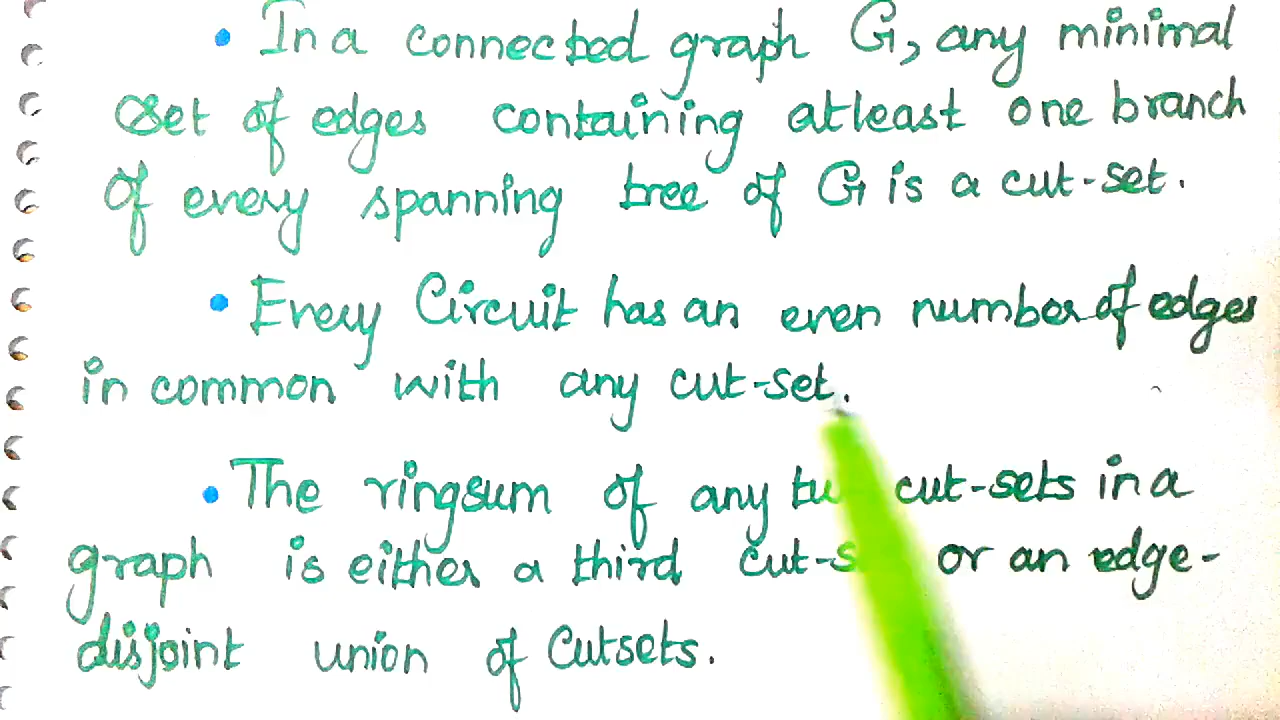 • In a connected graph G, any minimal
set of edges containing atleast one branch
of every spanning tree of G is a cut-set.
• Every Circuit has an even number of edges
in common with any cut-set.
• The ringsum of any cut-sets in a
graph is either a third or an edge-
disjoint union of Cutsets.